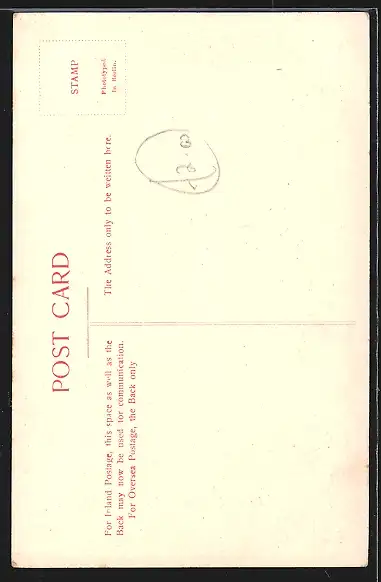 POST CARD
For Inland Postage, this space as well as the
Back may now be used for communication.
For Oversea Postage, the Back only
The Address only to be written here.
STAMP
Phototyped
in Berlin.